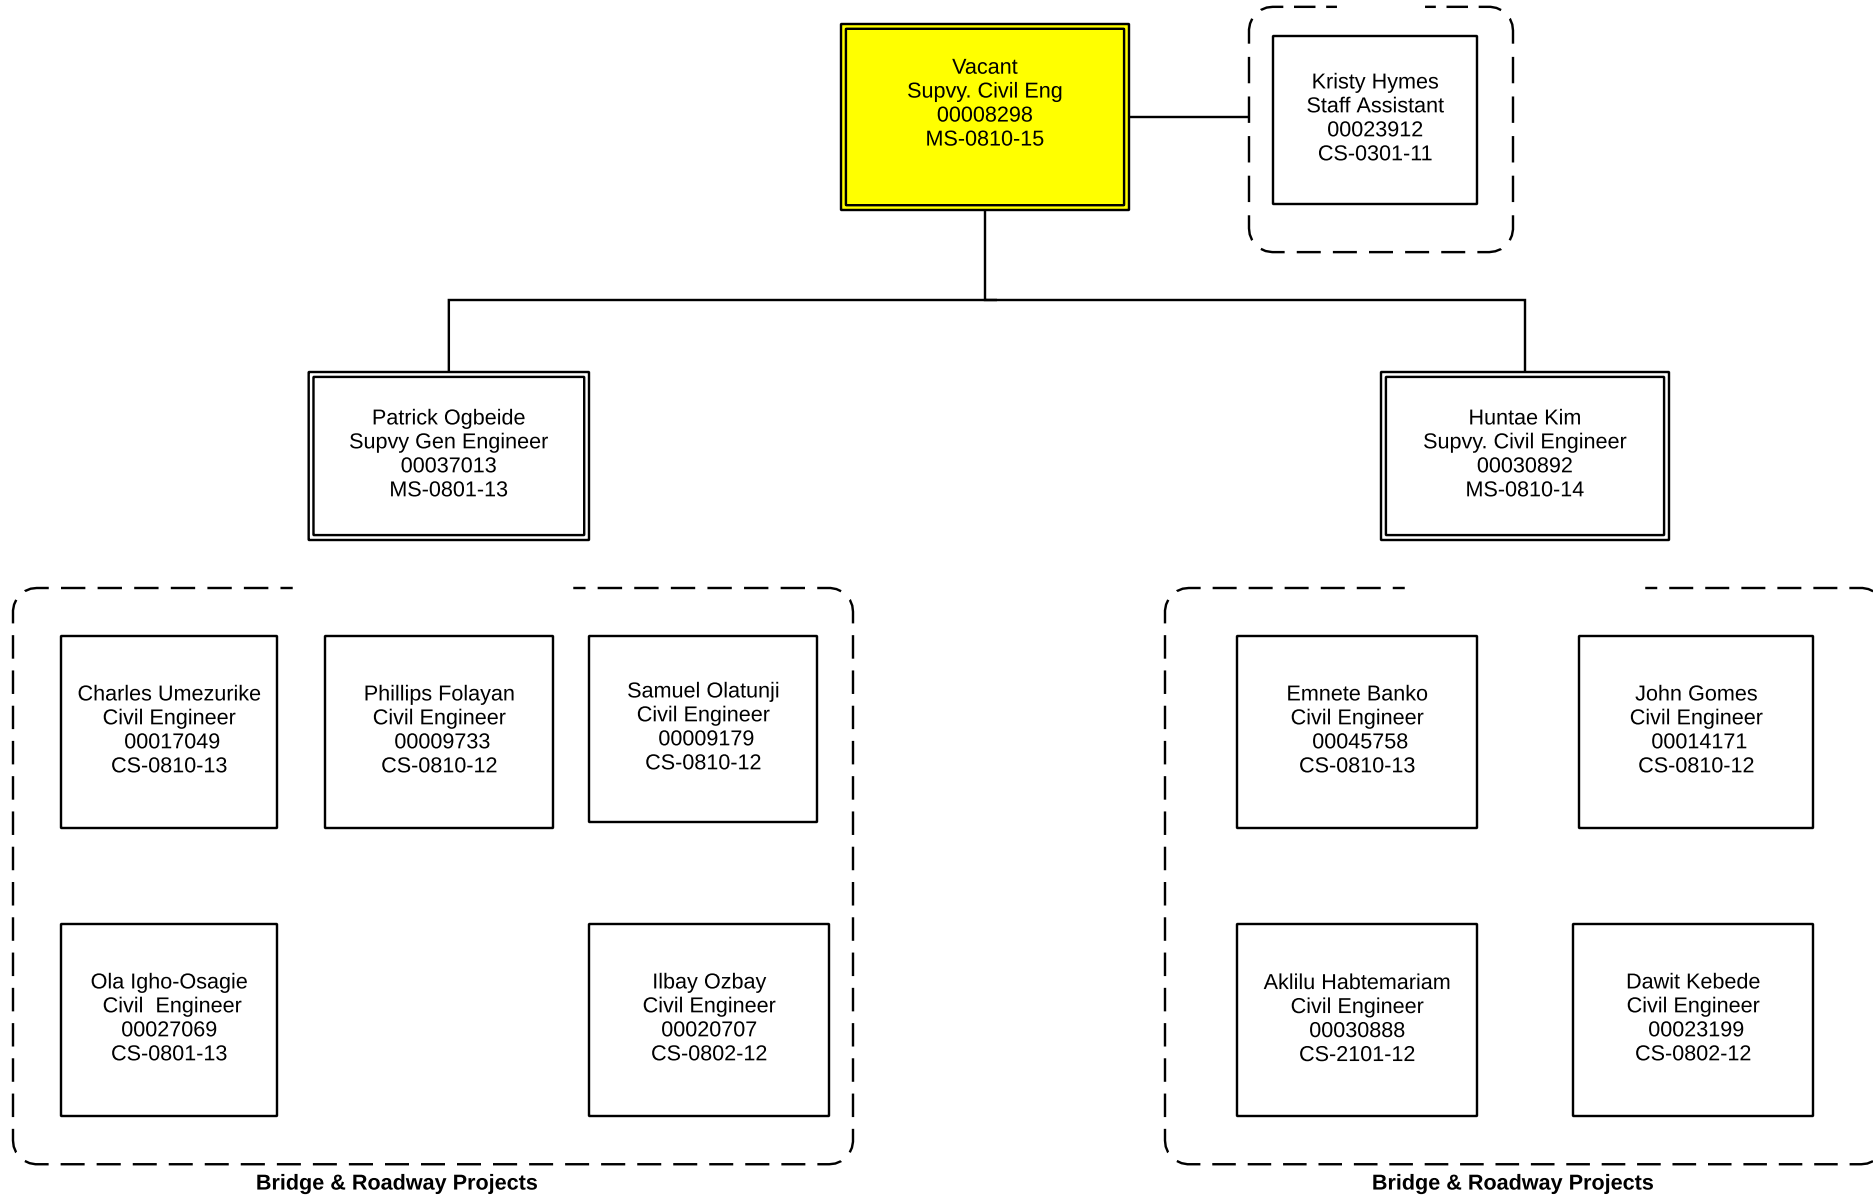 Vacant
Supvy. Civil Eng
00008298
MS-0810-15
Kristy Hymes
Staff Assistant
00023912
CS-0301-11
Patrick Ogbeide
Supvy Gen Engineer
00037013
MS-0801-13
Huntae Kim
Supvy. Civil Engineer
00030892
MS-0810-14
Charles Umezurike
Civil Engineer
00017049
CS-0810-13
Phillips Folayan
Civil Engineer
00009733
CS-0810-12
Samuel Olatunji
Civil Engineer
00009179
CS-0810-12
Ola Igho-Osagie
Civil  Engineer
00027069
CS-0801-13
Ilbay Ozbay
Civil Engineer
00020707
CS-0802-12
Bridge & Roadway Projects
Emnete Banko
Civil Engineer
00045758
CS-0810-13
John Gomes
Civil Engineer
00014171
CS-0810-12
Aklilu Habtemariam
Civil Engineer
00030888
CS-2101-12
Dawit Kebede
Civil Engineer
00023199
CS-0802-12
Bridge & Roadway Projects